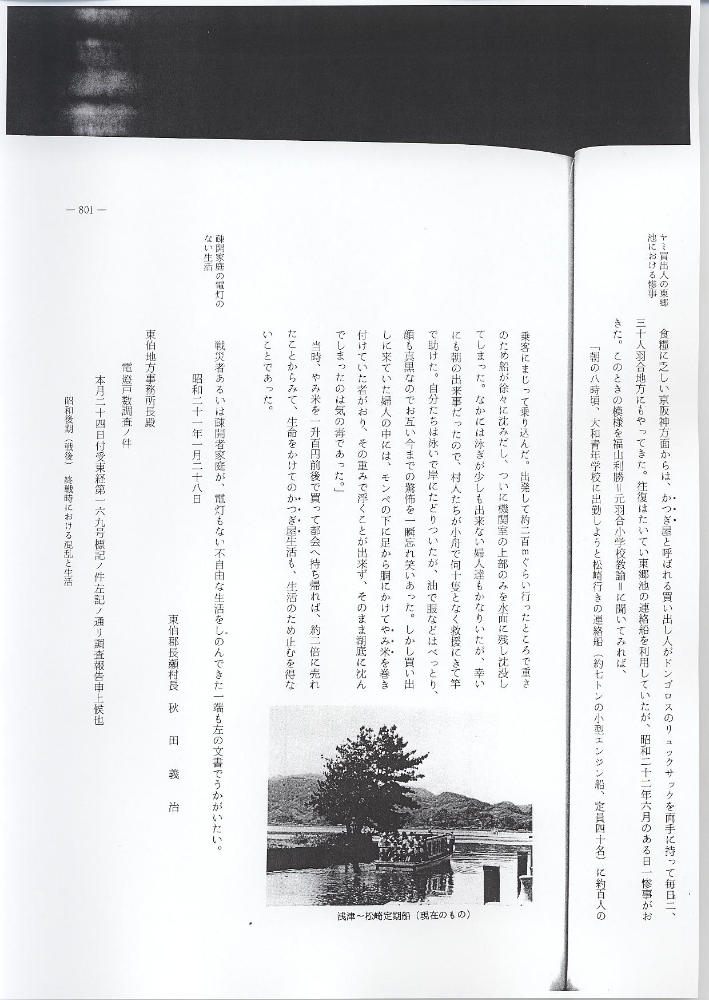 ヤミ買出人の東郷
池における惨事
食糧に乏しい京阪神方面からは、かつぎ屋と呼ばれる買い出し人がドンゴロスのリュックサックを両手に持って毎日二、
三十人羽合地方にもやってきた。往復はたいてい東郷池の連絡船を利用していたが、昭和二十二年六月のある日一惨事がお
きた。このときの模様を福山利勝＝元羽合小学校教諭＝に聞いてみれば、
「朝の八時頃、大和青年学校に出勤しようと松崎行きの連絡船（約七トンの小型エンジン船、定員四十名）に約百人の
乗客にまじって乗り込んだ。出発して約二百ｍぐらい行ったところで重さ
のため船が徐々に沈みだし、ついに機関室の上部のみを水面に残し沈没し
てしまった。なかには泳ぎが少しも出来ない婦人達もかなりいたが、幸い
にも朝の出来事だったので、村人たちが小舟で何十隻となく救援にきて竿
で助けた。自分たちは泳いで岸にたどりついたが、油で服などはべっとり、
顔も真黒なのでお互い今までの驚怖を一瞬忘れ笑いあった。しかし買い出
しに来ていた婦人の中には、モンペの下に足から胴にかけてやみ米を巻き
付けていた者がおり、その重みで浮くことが出来ず、そのまま湖底に沈ん
でしまったのは気の毒であった。」
当時、やみ米を一升百円前後で買って都会へ持ち帰れば、約二倍に売れ
たことからみて、生命をかけてのかつぎ屋生活も、生活のため止むを得な
いことであった。
浅津～松崎定期船（現在のもの）
疎開家庭の電灯の
ない生活
戦災者あるいは疎開者家庭が、電灯もない不自由な生活をしのんできた一端も左の文書でうかがいたい。
昭和二十一年一月二十八日
東伯郡長瀬村長　秋田義治
東伯地方事務所長殿
電燈戸数調査ノ件
本月二十四日付受東経第一六九号標記ノ件左記ノ通リ調査報告申上候也
昭和後期（戦後）　終戦時における混乱と生活
— 801 —